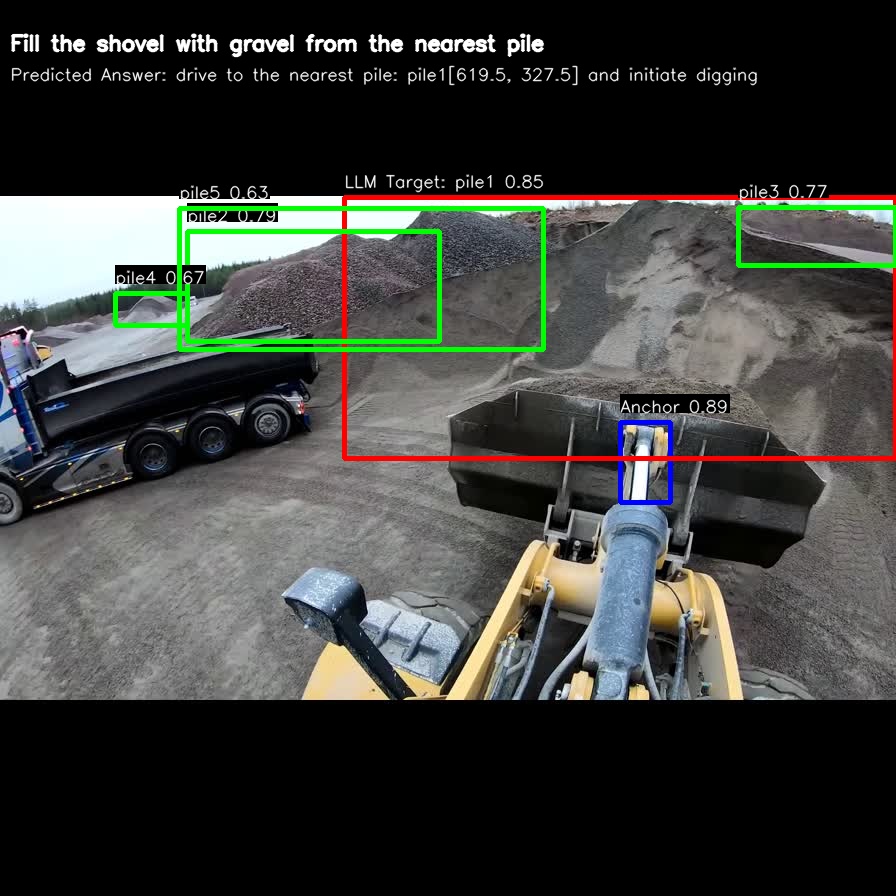 Fill the shovel with gravel from the nearest pile
Predicted Answer: drive to the nearest pile: pile1[619.5, 327.5] and initiate digging
LLM Target: pile1 0.85
pile5 0.63
pile3 0.77
pile2 0.79
pile4 0.67
Anchor 0.89